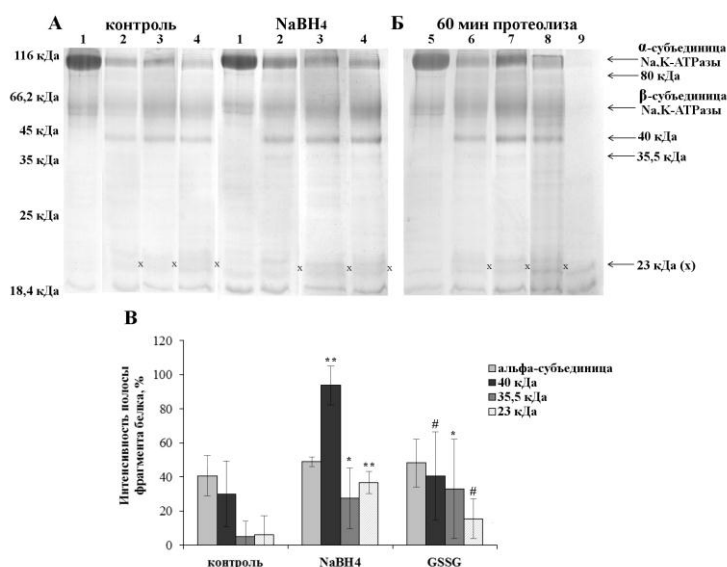 А контроль NaBH4 Б 60 мин протеолиза
1 2 3 4 1 2 3 4 5 6 7 8 9
116 кДа
66,2 кДа
45 кДа
35 кДа
25 кДа
18,4 кДа
α-субъединица
Na,K-АТРазы
80 кДа
β-субъединица
Na,K-АТРазы
40 кДа
35,5 кДа
23 кДа (x)
x x x x x x x x x
В
Интенсивность полосы
фрагмента белка, %
120
100
80
60
40
20
0
** * ** # * #
альфа-субъединица
40 кДа
35,5 кДа
23 кДа
контроль NaBH4 GSSG